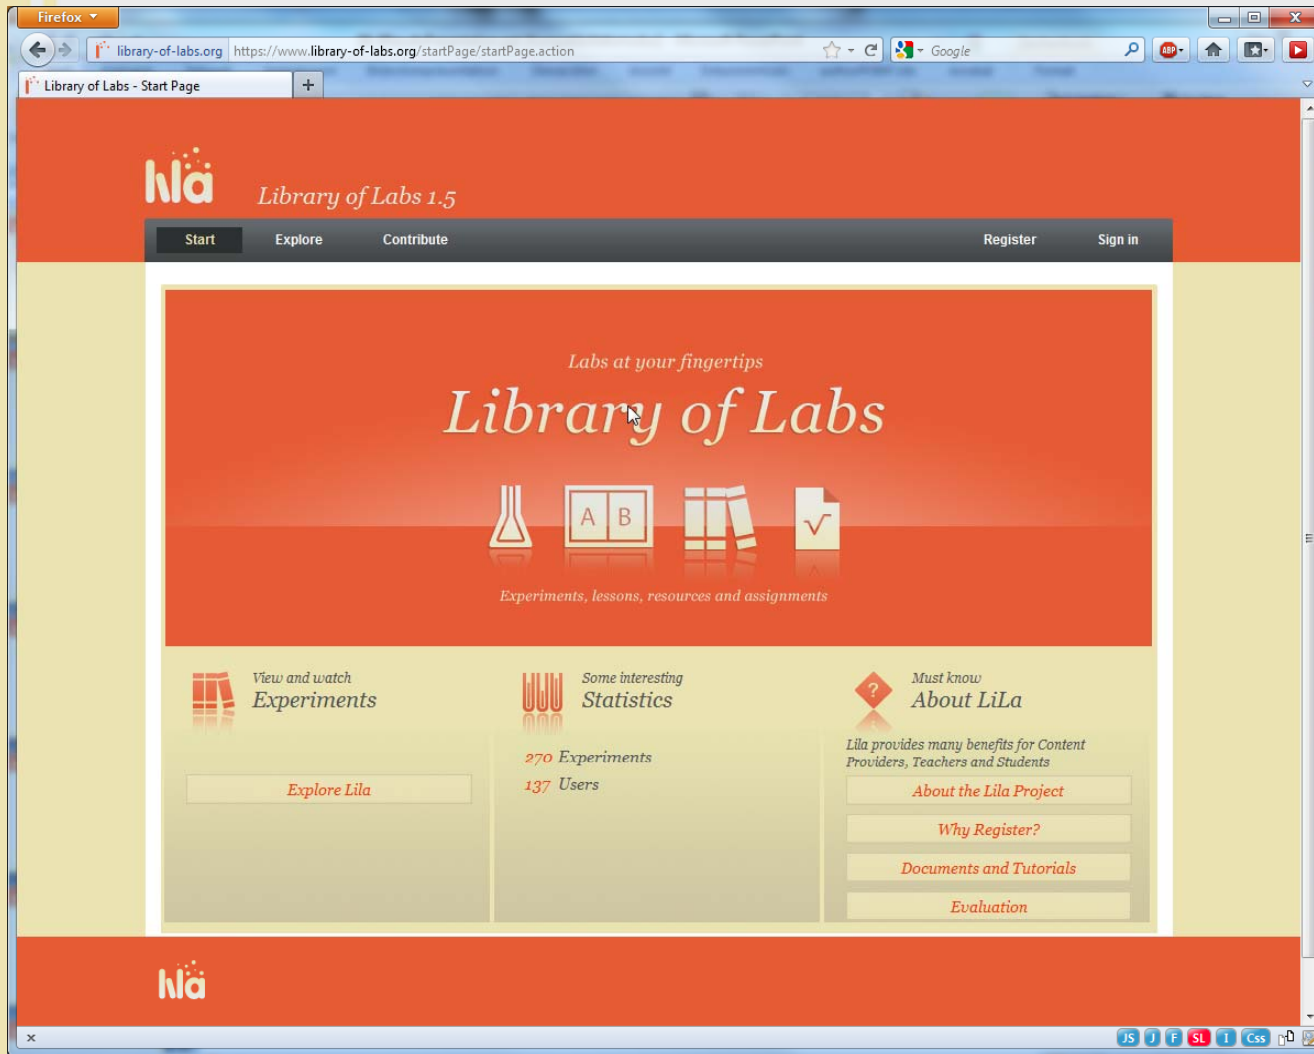 Firefox
library-of-labs.org https://www.library-of-labs.org/startPage/startPage.action Google ABP
Library of Labs - Start Page
lila
Library of Labs 1.5
Start Explore Contribute Register Sign in
Labs at your fingertips
Library of Labs
A B
Experiments, lessons, resources and assignments
View and watch
Experiments
Explore Lila
Some interesting
Statistics
270 Experiments
137 Users
?
Must know
About LiLa
Lila provides many benefits for Content
Providers, Teachers and Students
About the Lila Project
Why Register?
Documents and Tutorials
Evaluation
lila
JS J F SL I Css